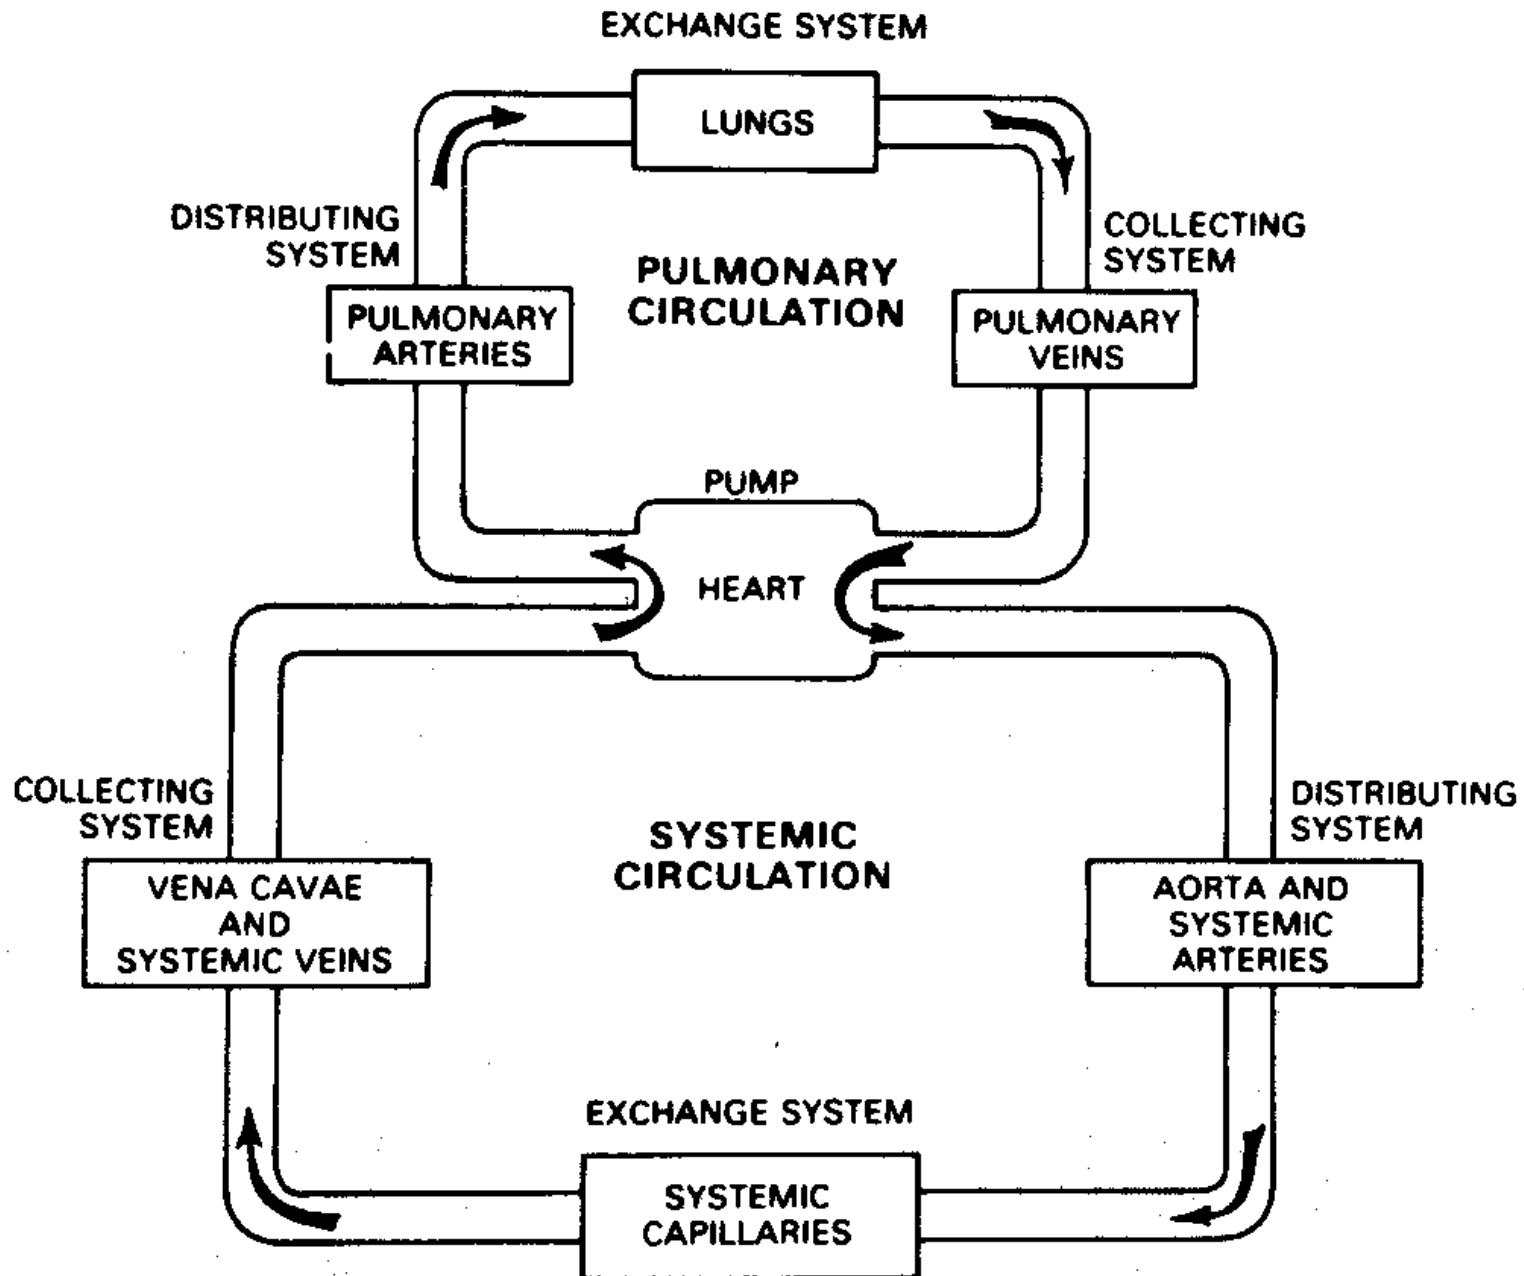 EXCHANGE SYSTEM
LUNGS
DISTRIBUTING
SYSTEM
COLLECTING
SYSTEM
PULMONARY
CIRCULATION
PULMONARY
ARTERIES
PULMONARY
VEINS
PUMP
HEART
COLLECTING
SYSTEM
DISTRIBUTING
SYSTEM
SYSTEMIC
CIRCULATION
VENA CAVAE
AND
SYSTEMIC VEINS
AORTA AND
SYSTEMIC
ARTERIES
EXCHANGE SYSTEM
SYSTEMIC
CAPILLARIES